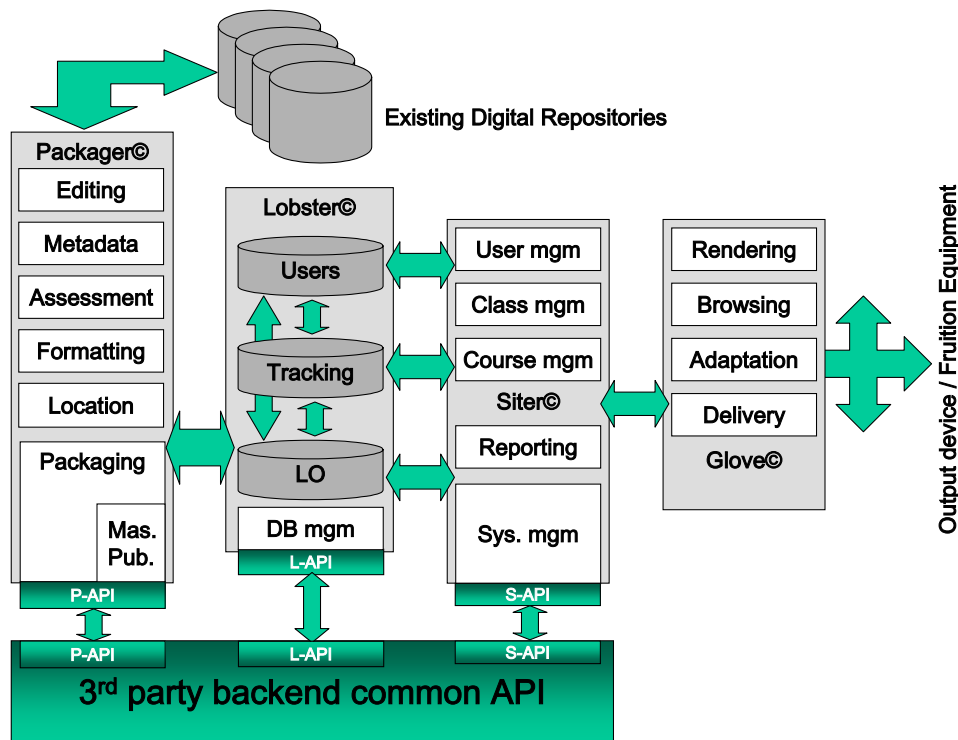 Existing Digital Repositories
Packager©
Editing
Metadata
Assessment
Formatting
Location
Packaging
Mas.
Pub.
P-API
Lobster©
Users
Tracking
LO
DB mgm
L-API
User mgm
Class mgm
Course mgm
Siter©
Reporting
Sys. mgm
S-API
Rendering
Browsing
Adaptation
Delivery
Glove©
Output device / Fruition Equipment
P-API
L-API
S-API
3rd party backend common API